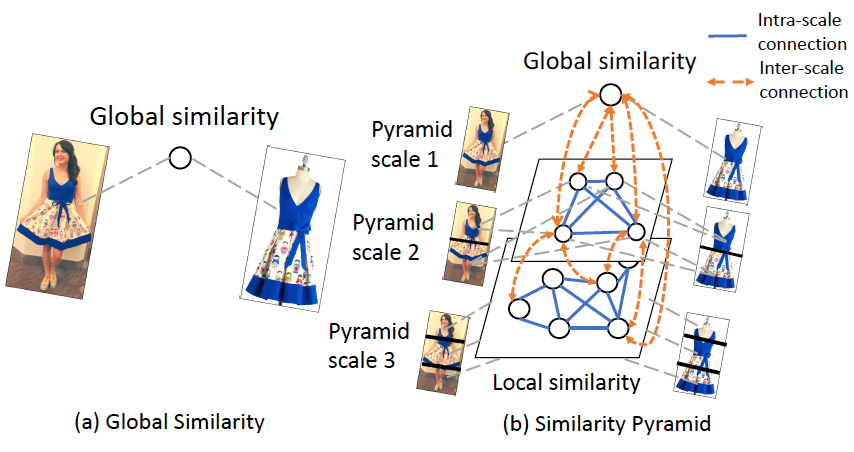 Global similarity
(a) Global Similarity
Intra-scale
connection
Inter-scale
connection
Global similarity
Pyramid
scale 1
Pyramid
scale 2
Pyramid
scale 3
Local similarity
(b) Similarity Pyramid